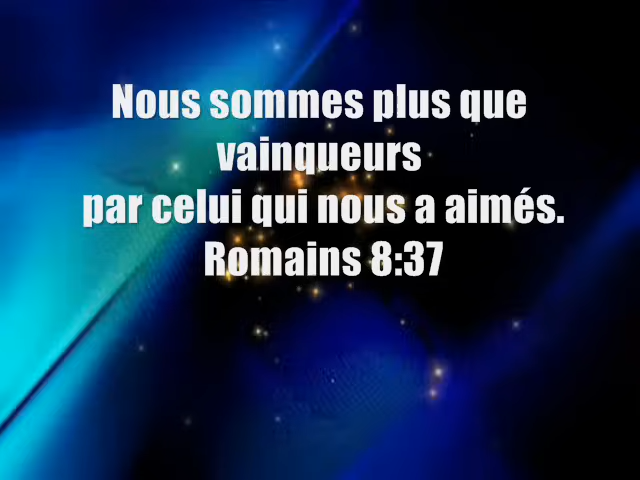 Nous sommes plus que
vainqueurs
par celui qui nous a aimés.
Romains 8:37